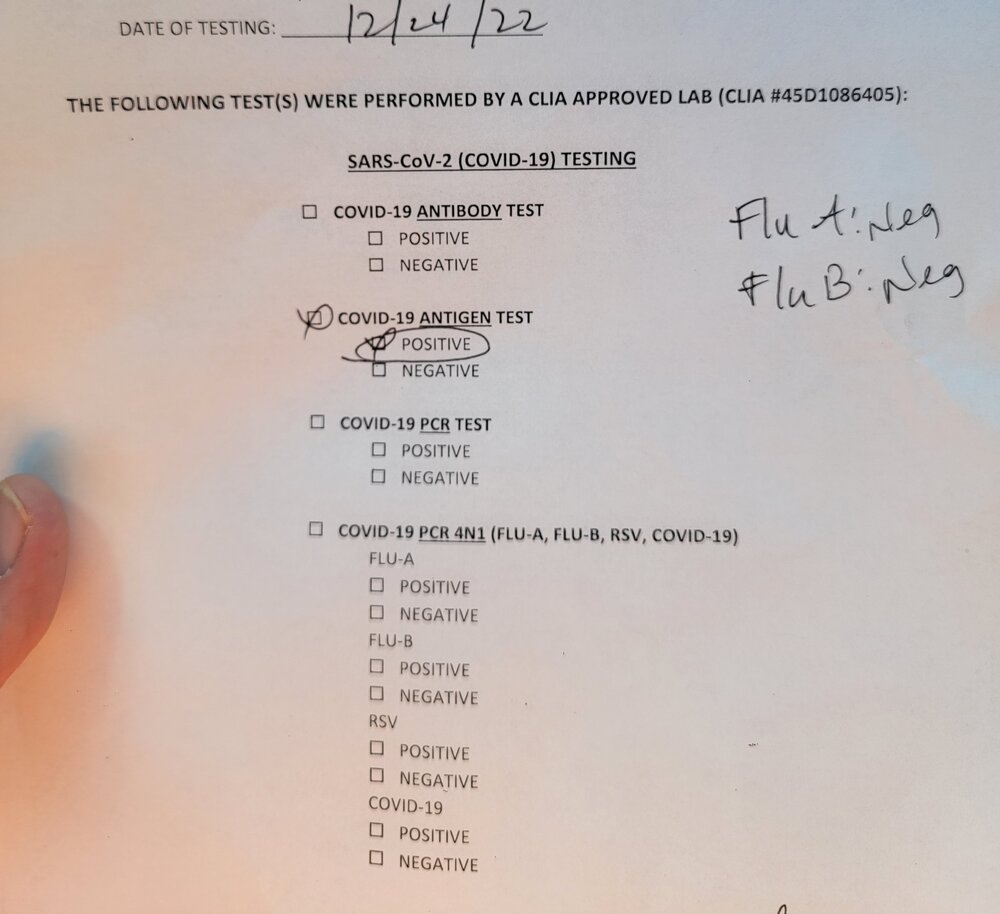 DATE OF TESTING: 12/24/22
THE FOLLOWING TEST(S) WERE PERFORMED BY A CLIA APPROVED LAB (CLIA #45D1086405):
SARS-CoV-2 (COVID-19) TESTING
☐ COVID-19 ANTIBODY TEST
☐ POSITIVE
☐ NEGATIVE
Flu A: Neg
Flu B: Neg
☒ COVID-19 ANTIGEN TEST
☒ POSITIVE
☐ NEGATIVE
☐ COVID-19 PCR TEST
☐ POSITIVE
☐ NEGATIVE
☐ COVID-19 PCR 4N1 (FLU-A, FLU-B, RSV, COVID-19)
FLU-A
☐ POSITIVE
☐ NEGATIVE
FLU-B
☐ POSITIVE
☐ NEGATIVE
RSV
☐ POSITIVE
☐ NEGATIVE
COVID-19
☐ POSITIVE
☐ NEGATIVE